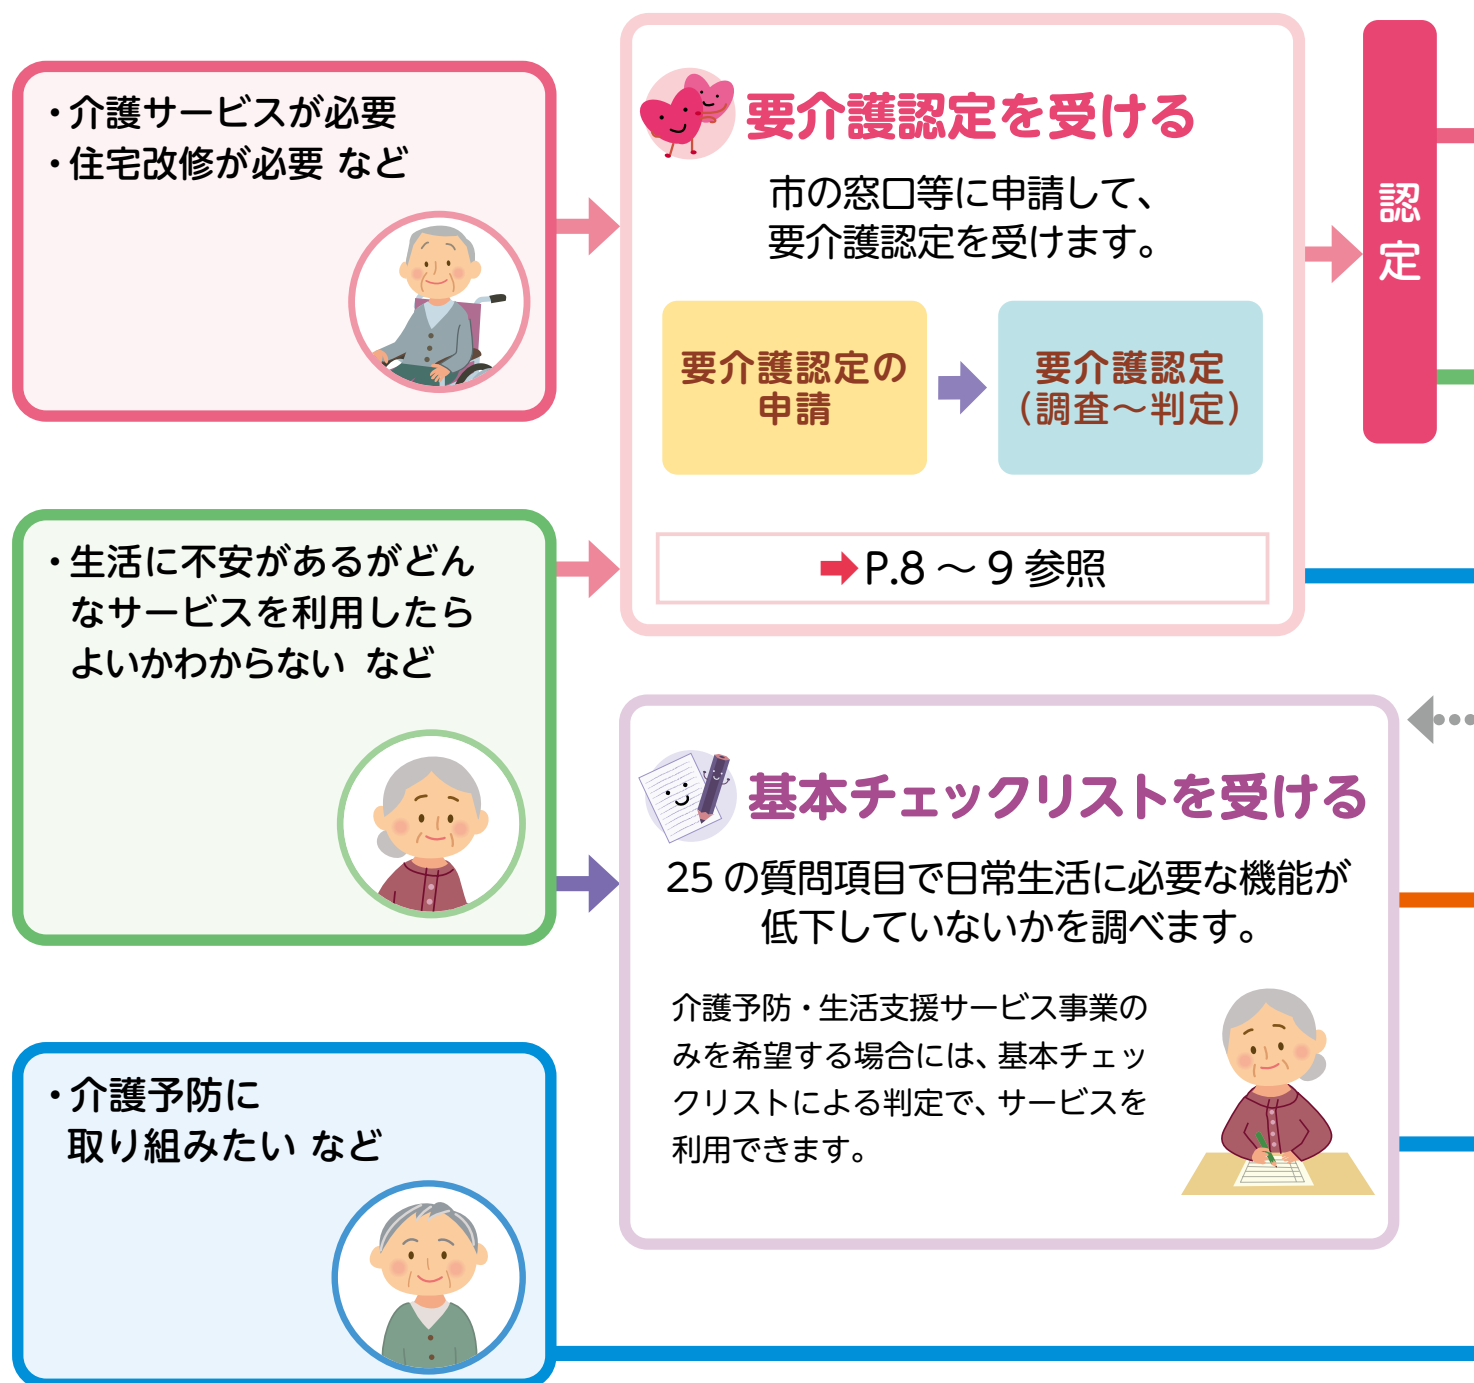 ・介護サービスが必要
・住宅改修が必要 など
要介護認定を受ける
市の窓口等に申請して、
要介護認定を受けます。
要介護認定の
申請
要介護認定
（調査～判定）
P.8 ～ 9 参照
認
定
・生活に不安があるがどん
なサービスを利用したら
よいかわからない など
基本チェックリストを受ける
25 の質問項目で日常生活に必要な機能が
低下していないかを調べます。
介護予防・生活支援サービス事業の
みを希望する場合には、基本チェッ
クリストによる判定で、サービスを
利用できます。
・介護予防に
取り組みたい など